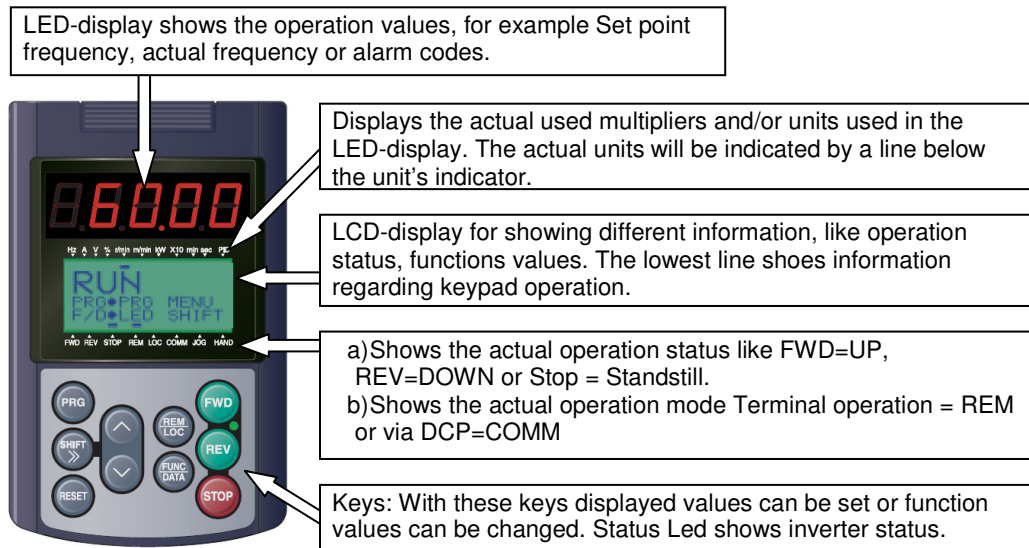 LED-display shows the operation values, for example Set point
frequency, actual frequency or alarm codes.
Displays the actual used multipliers and/or units used in the
LED-display. The actual units will be indicated by a line below
the unit's indicator.
60.00
Hz A V % r/min m/min kW X10 min sec PID
LCD-display for showing different information, like operation
status, functions values. The lowest line shoes information
regarding keypad operation.
RUN
PRG PRG MENU
F/D LED SHIFT
FWD REV STOP REM LOC COMM JOG HAND
a)Shows the actual operation status like FWD=UP,
REV=DOWN or Stop = Standstill.
b)Shows the actual operation mode Terminal operation = REM
or via DCP=COMM
PRG
FWD
REM
LOC
SHIFT
REV
FUNC
DATA
RESET
STOP
Keys: With these keys displayed values can be set or function
values can be changed. Status Led shows inverter status.